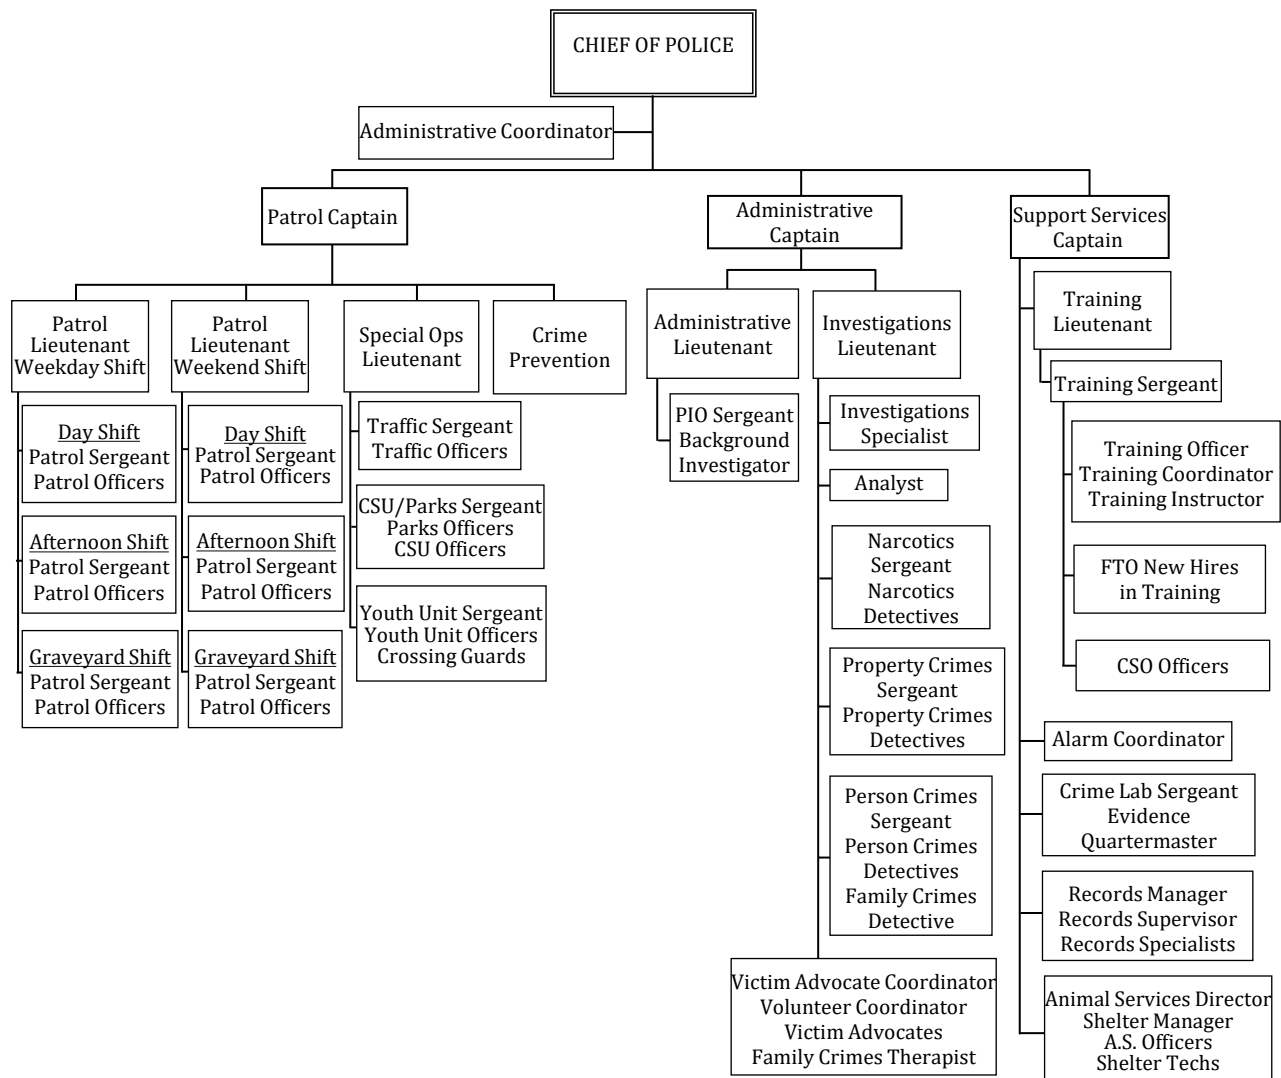 CHIEF OF POLICE
Administrative Coordinator
Patrol Captain
Administrative
Captain
Support Services
Captain
Patrol
Lieutenant
Weekday Shift
Patrol
Lieutenant
Weekend Shift
Special Ops
Lieutenant
Crime
Prevention
Day Shift
Patrol Sergeant
Patrol Officers
Afternoon Shift
Patrol Sergeant
Patrol Officers
Graveyard Shift
Patrol Sergeant
Patrol Officers
Day Shift
Patrol Sergeant
Patrol Officers
Afternoon Shift
Patrol Sergeant
Patrol Officers
Graveyard Shift
Patrol Sergeant
Patrol Officers
Traffic Sergeant
Traffic Officers
CSU/Parks Sergeant
Parks Officers
CSU Officers
Youth Unit Sergeant
Youth Unit Officers
Crossing Guards
Administrative
Lieutenant
Investigations
Lieutenant
PIO Sergeant
Background
Investigator
Investigations
Specialist
Analyst
Narcotics
Sergeant
Narcotics
Detectives
Property Crimes
Sergeant
Property Crimes
Detectives
Person Crimes
Sergeant
Person Crimes
Detectives
Family Crimes
Detective
Victim Advocate Coordinator
Volunteer Coordinator
Victim Advocates
Family Crimes Therapist
Training
Lieutenant
Training Sergeant
Training Officer
Training Coordinator
Training Instructor
FTO New Hires
in Training
CSO Officers
Alarm Coordinator
Crime Lab Sergeant
Evidence
Quartermaster
Records Manager
Records Supervisor
Records Specialists
Animal Services Director
Shelter Manager
A.S. Officers
Shelter Techs